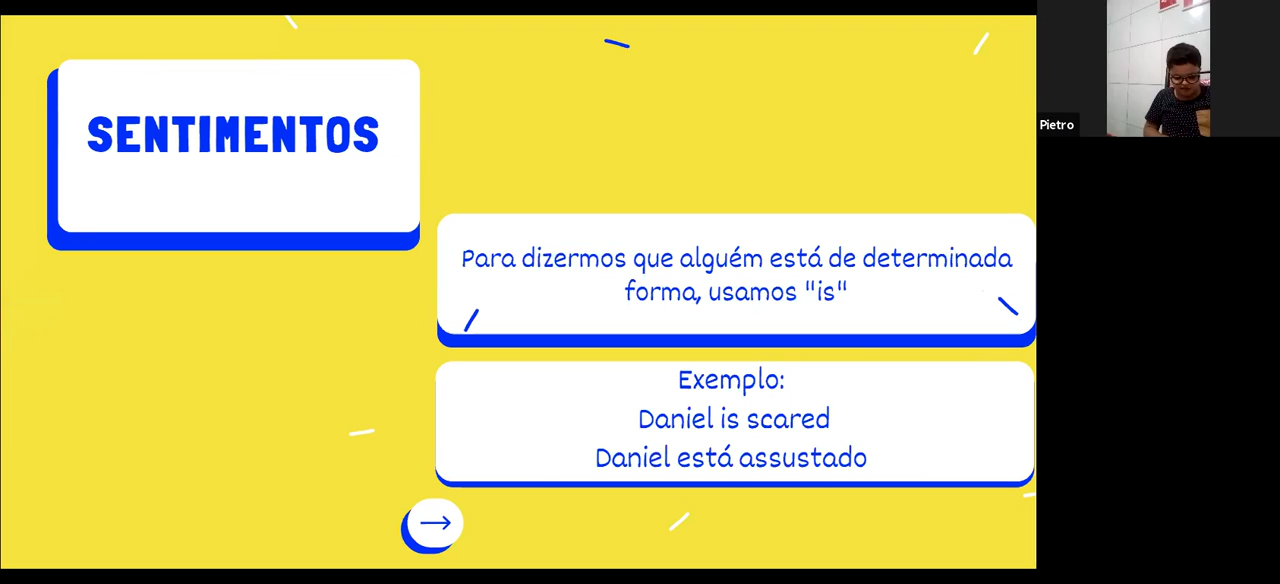 SENTIMENTOS
Para dizermos que alguém está de determinada
forma, usamos "is"
Exemplo:
Daniel is scared
Daniel está assustado
Pietro